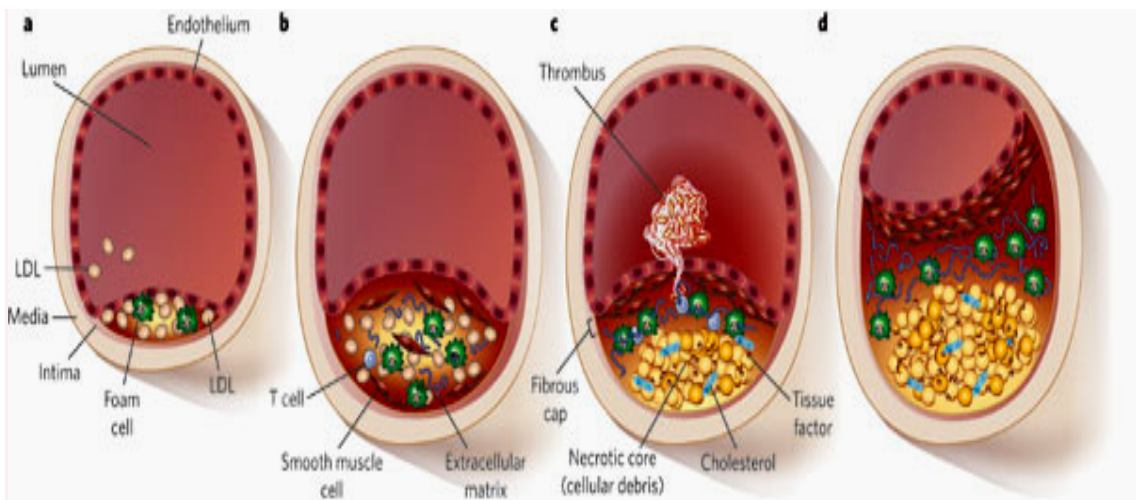 a
Endothelium
Lumen
LDL
Media
Intima
Foam
cell
LDL
b
T cell
Smooth muscle
cell
Extracellular
matrix
c
Thrombus
Fibrous
cap
Necrotic core
(cellular debris)
Cholesterol
Tissue
factor
d